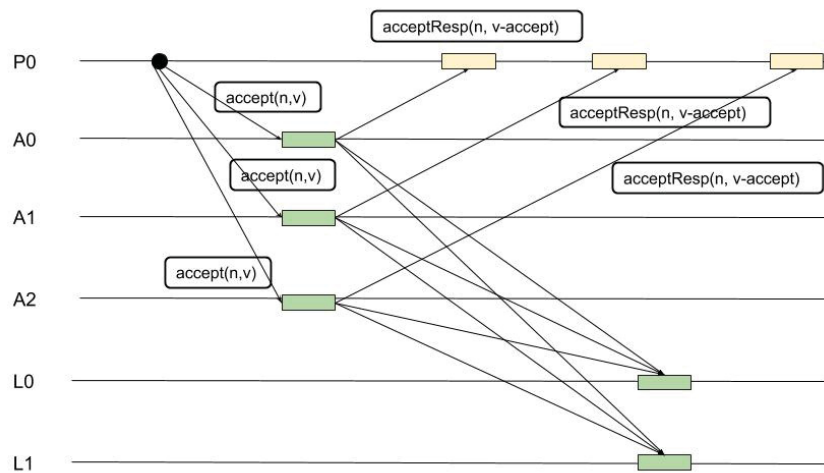 acceptResp(n, v-accept)
P0
accept(n,v)
acceptResp(n, v-accept)
A0
accept(n,v)
acceptResp(n, v-accept)
A1
accept(n,v)
A2
L0
L1